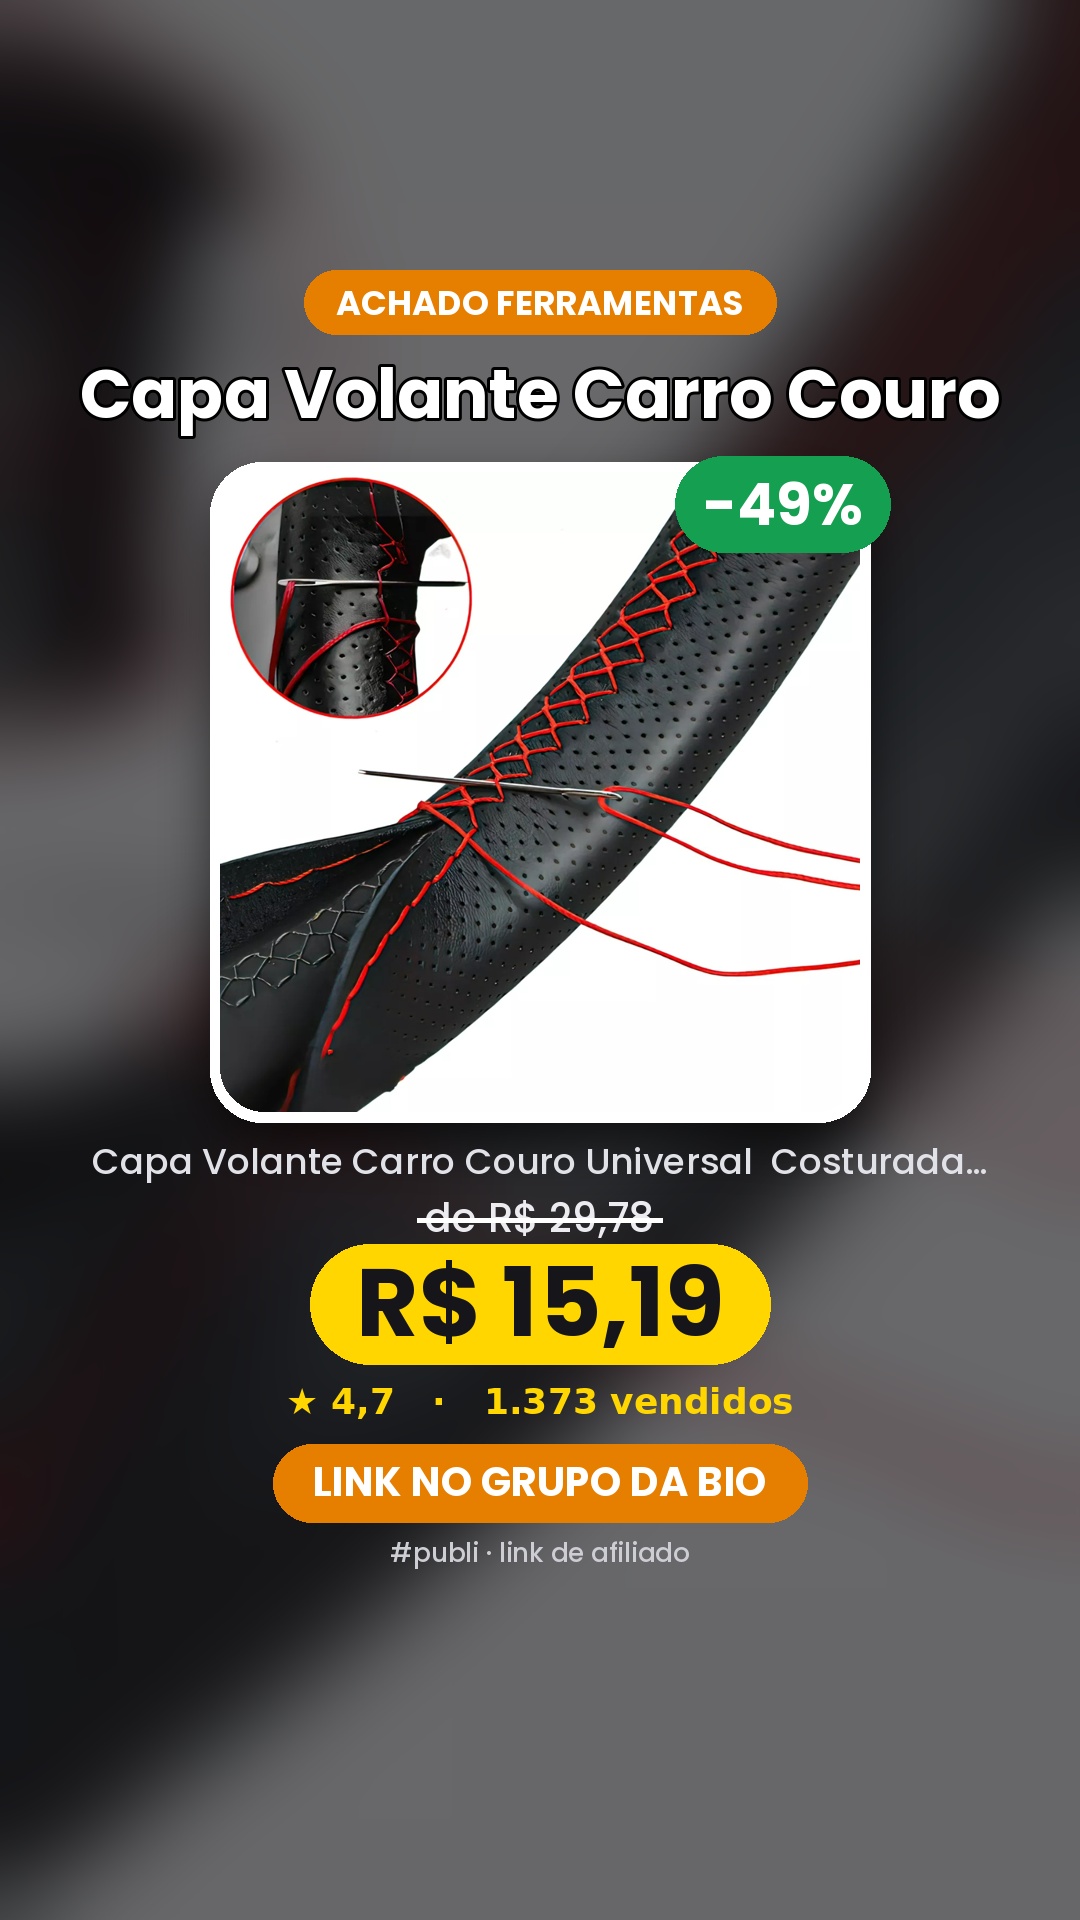 ACHADO FERRAMENTAS
Capa Volante Carro Couro
-49%
Capa Volante Carro Couro Universal Costurada...
de R$ 29,78
R$ 15,19
★ 4,7 · 1.373 vendidos
LINK NO GRUPO DA BIO
#publi · link de afiliado